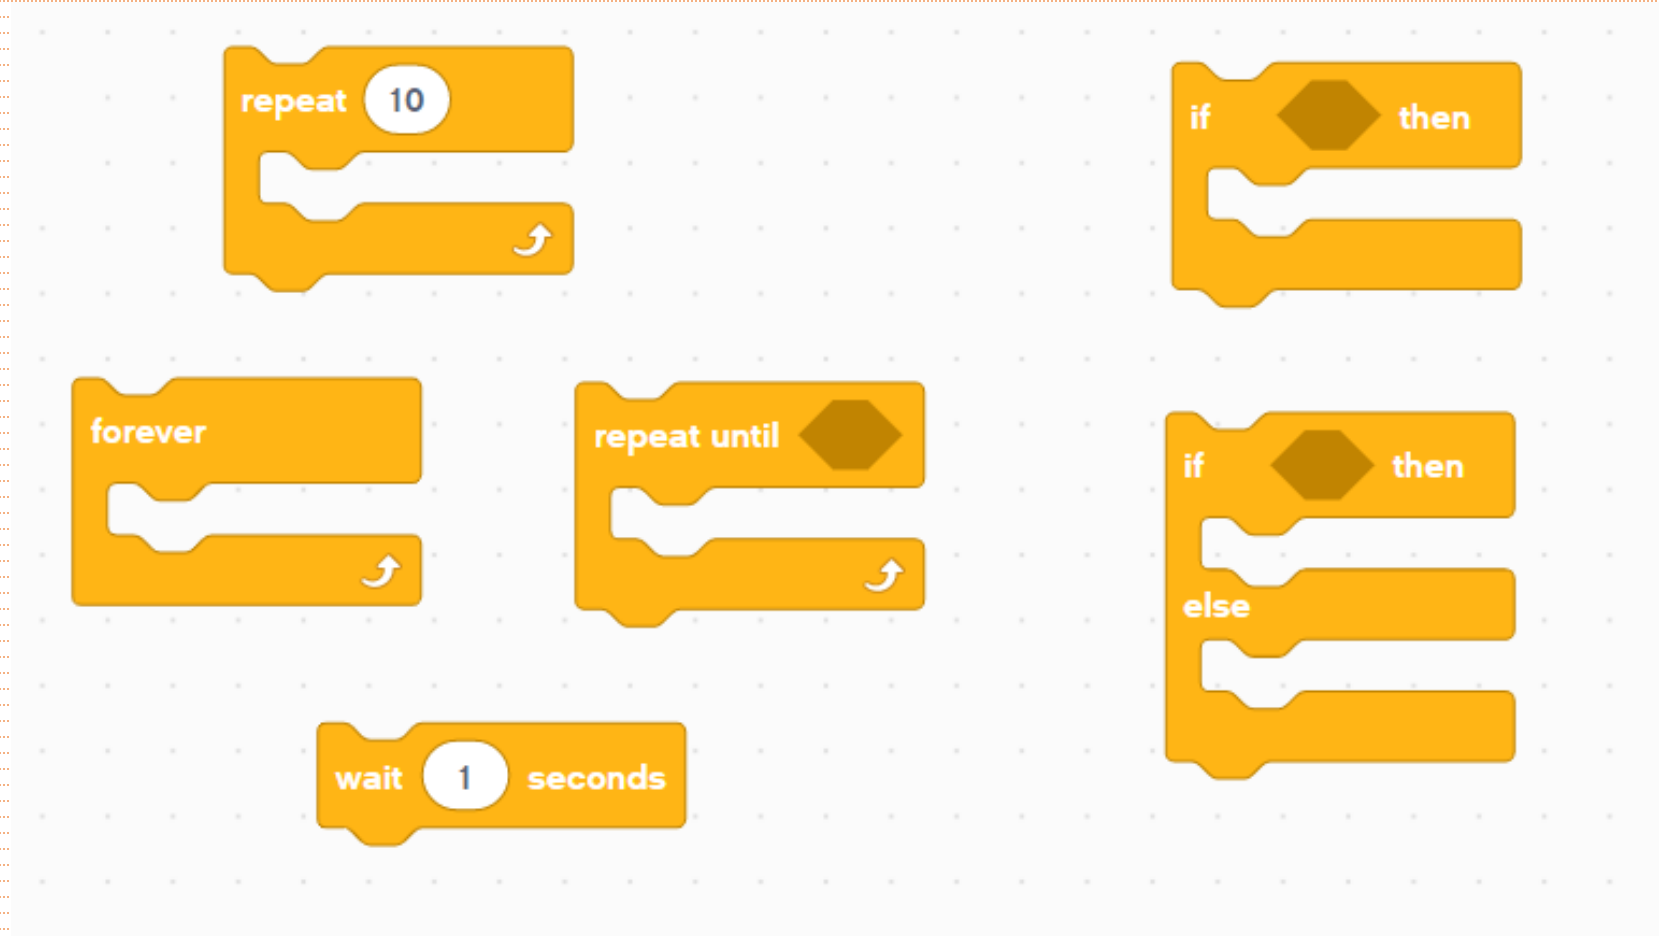 repeat 10
if then
forever
repeat until
if then
else
wait 1 seconds